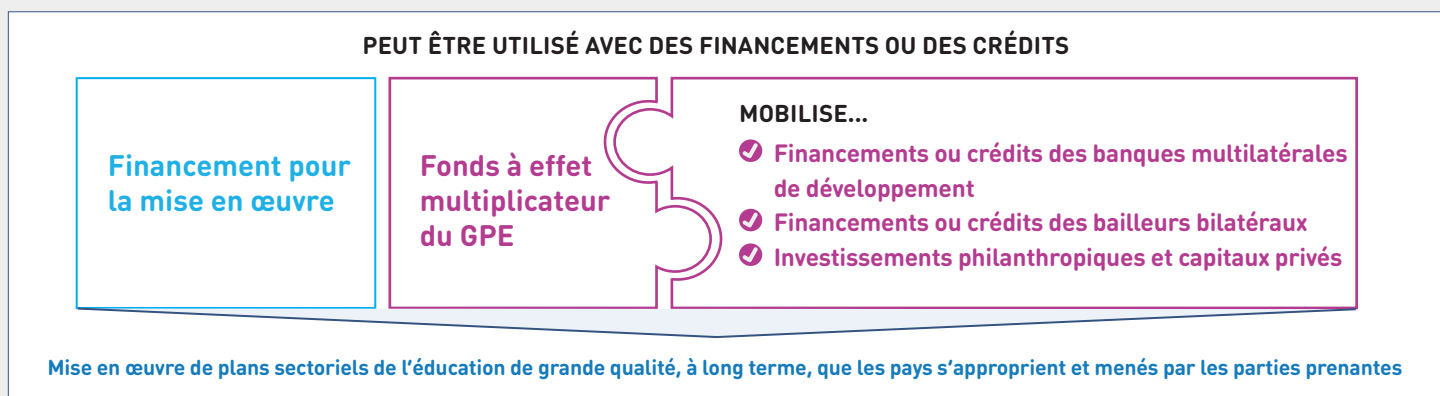 PEUT ÊTRE UTILISÉ AVEC DES FINANCEMENTS OU DES CRÉDITS
Financement pour
la mise en œuvre
Fonds à effet
multiplicateur
du GPE
MOBILISE...
Financements ou crédits des banques multilatérales
de développement
Financements ou crédits des bailleurs bilatéraux
Investissements philanthropiques et capitaux privés
Mise en œuvre de plans sectoriels de l’éducation de grande qualité, à long terme, que les pays s’approprient et menés par les parties prenantes